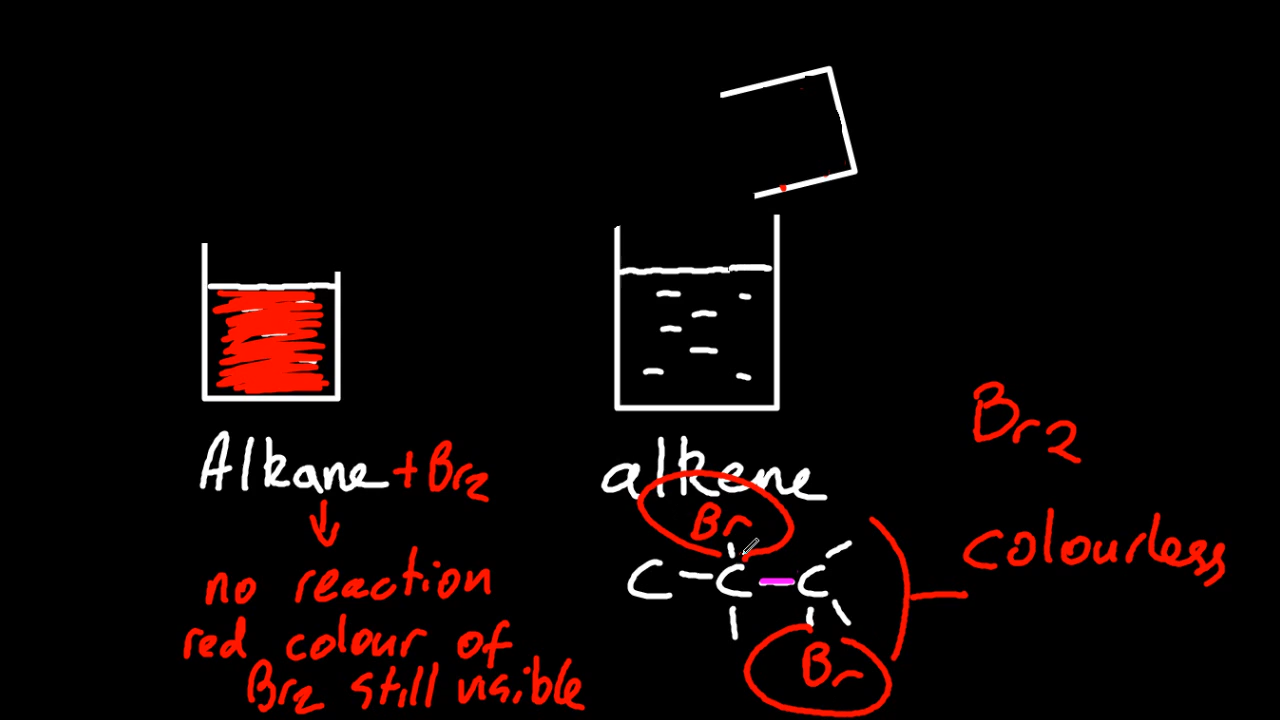 Alkane + Br2
no reaction
red colour of
Br2 still visible
alkene
Br
C - C - C
Br
Br2
colourless